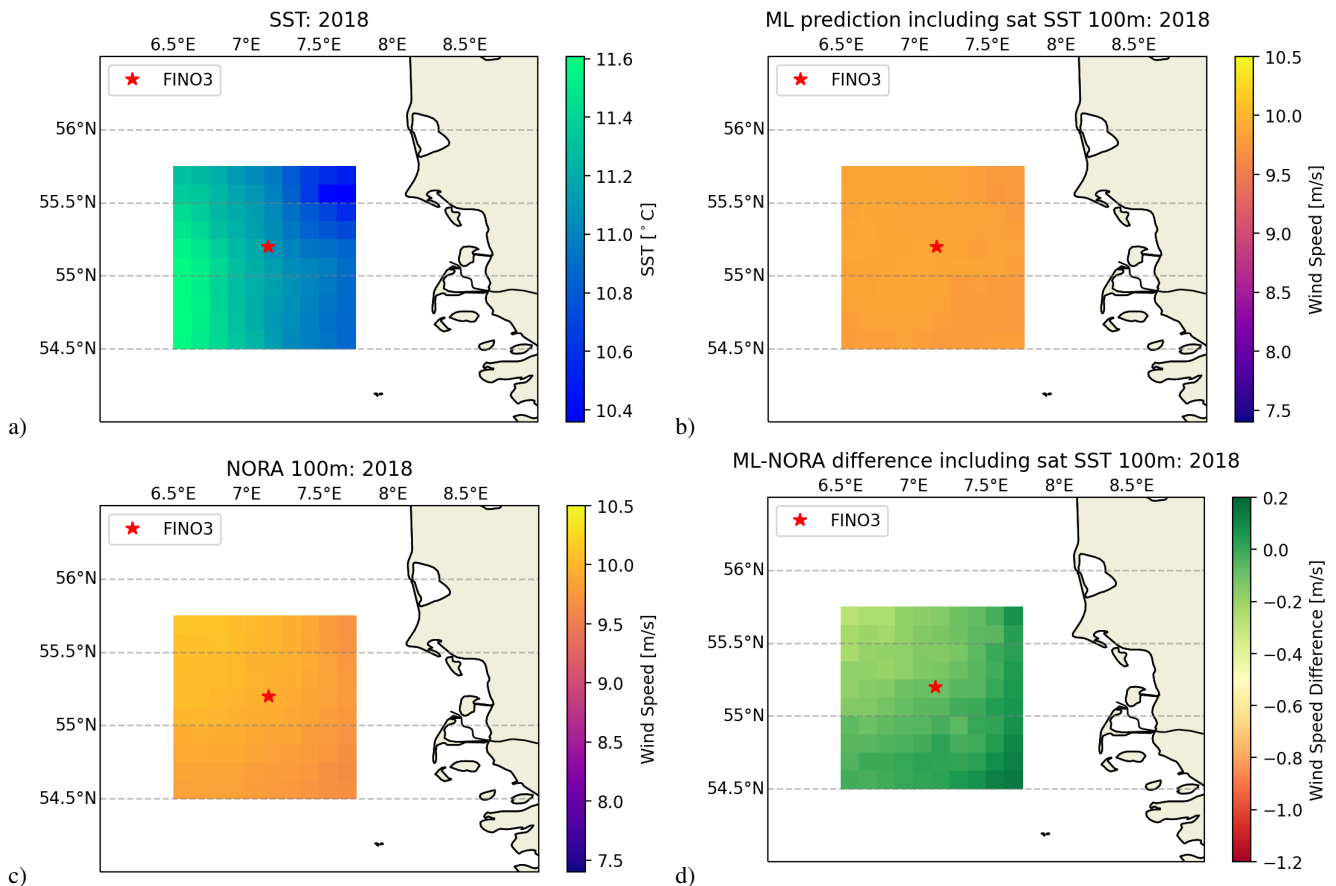 SST: 2018
6.5°E 7°E 7.5°E 8°E 8.5°E
FINO3
56°N
55.5°N
55°N
54.5°N
11.6
11.4
11.2
11.0
10.8
10.6
10.4
SST [°C]
a)
ML prediction including sat SST 100m: 2018
6.5°E 7°E 7.5°E 8°E 8.5°E
FINO3
56°N
55.5°N
55°N
54.5°N
10.5
10.0
9.5
9.0
8.5
8.0
7.5
Wind Speed [m/s]
b)
NORA 100m: 2018
6.5°E 7°E 7.5°E 8°E 8.5°E
FINO3
56°N
55.5°N
55°N
54.5°N
10.5
10.0
9.5
9.0
8.5
8.0
7.5
Wind Speed [m/s]
c)
ML-NORA difference including sat SST 100m: 2018
6.5°E 7°E 7.5°E 8°E 8.5°E
FINO3
56°N
55.5°N
55°N
54.5°N
0.2
0.0
−0.2
−0.4
−0.6
−0.8
−1.0
−1.2
Wind Speed Difference [m/s]
d)